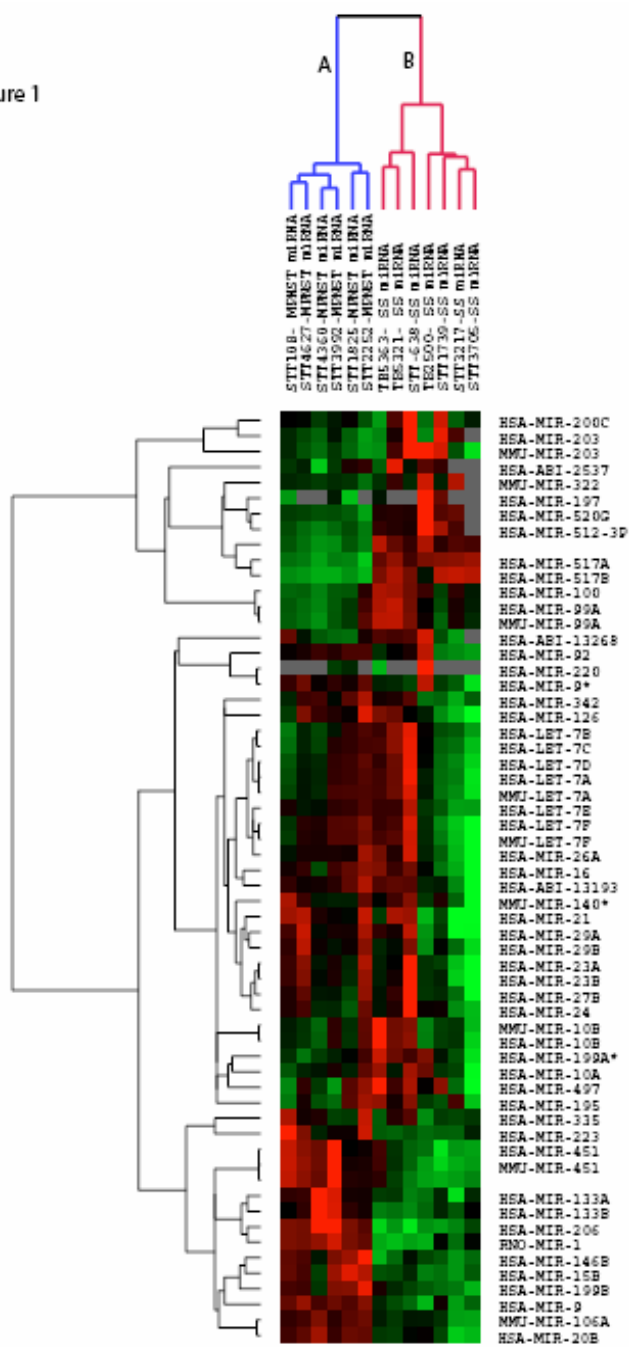 ure 1
A
B
STT108- MPNST miRNA
STT4627-MPNST miRNA
STT4360-MPNST miRNA
STT3992-MPNST miRNA
STT1825-MPNST miRNA
STT2252-MPNST miRNA
TB5363- SS miRNA
TB5321- SS miRNA
STT-638-SS miRNA
TB2500- SS miRNA
STT1739-SS miRNA
STT3217-SS miRNA
STT3705-SS miRNA
HSA-MIR-200C
HSA-MIR-203
MMU-MIR-203
HSA-ABI-2537
MMU-MIR-322
HSA-MIR-197
HSA-MIR-520G
HSA-MIR-512-3P
HSA-MIR-517A
HSA-MIR-517B
HSA-MIR-100
HSA-MIR-99A
MMU-MIR-99A
HSA-ABI-13268
HSA-MIR-92
HSA-MIR-220
HSA-MIR-9*
HSA-MIR-342
HSA-MIR-126
HSA-LET-7B
HSA-LET-7C
HSA-LET-7D
HSA-LET-7A
MMU-LET-7A
HSA-LET-7E
HSA-LET-7F
MMU-LET-7F
HSA-MIR-26A
HSA-MIR-16
HSA-ABI-13193
MMU-MIR-140*
HSA-MIR-21
HSA-MIR-29A
HSA-MIR-29B
HSA-MIR-23A
HSA-MIR-23B
HSA-MIR-27B
HSA-MIR-24
MMU-MIR-10B
HSA-MIR-10B
HSA-MIR-199A*
HSA-MIR-10A
HSA-MIR-497
HSA-MIR-195
HSA-MIR-335
HSA-MIR-223
HSA-MIR-451
MMU-MIR-451
HSA-MIR-133A
HSA-MIR-133B
HSA-MIR-206
RNO-MIR-1
HSA-MIR-146B
HSA-MIR-15B
HSA-MIR-199B
HSA-MIR-9
MMU-MIR-106A
HSA-MIR-20B